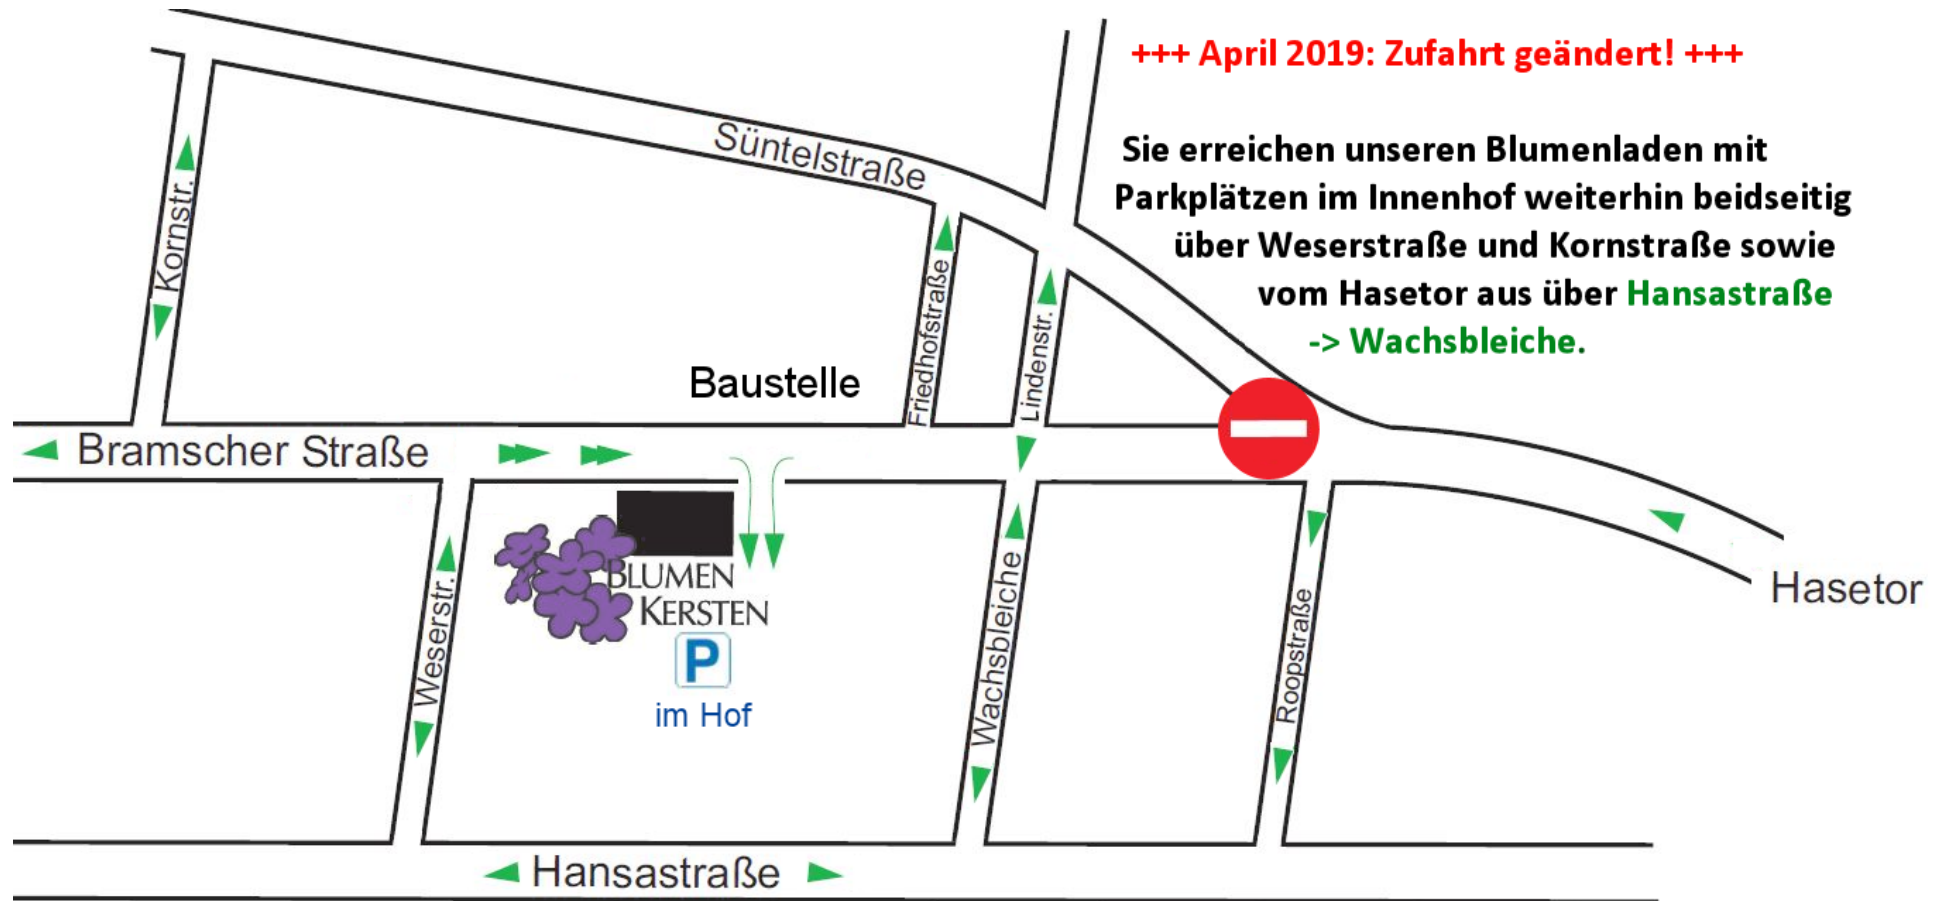 +++ April 2019: Zufahrt geändert! +++
Sie erreichen unseren Blumenladen mit
Parkplätzen im Innenhof weiterhin beidseitig
über Weserstraße und Kornstraße sowie
vom Hasetor aus über Hansastraße
-> Wachsbleiche.
Süntelstraße
Kornstr.
Friedhofstraße
Lindenstr.
Baustelle
Bramscher Straße
Hasetor
BLUMEN
KERSTEN
P
im Hof
Weserstr.
Wachsbleiche
Roopstraße
Hansastraße